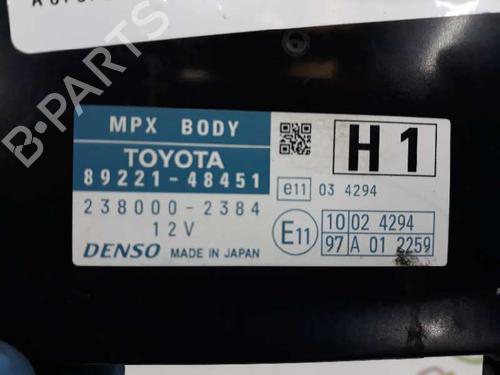 MPX BODY
TOYOTA
89221-48451
238000-2384
12V
DENSO MADE IN JAPAN
H1
e11 03 4294
E11
10 02 4294
97 A 01 2259